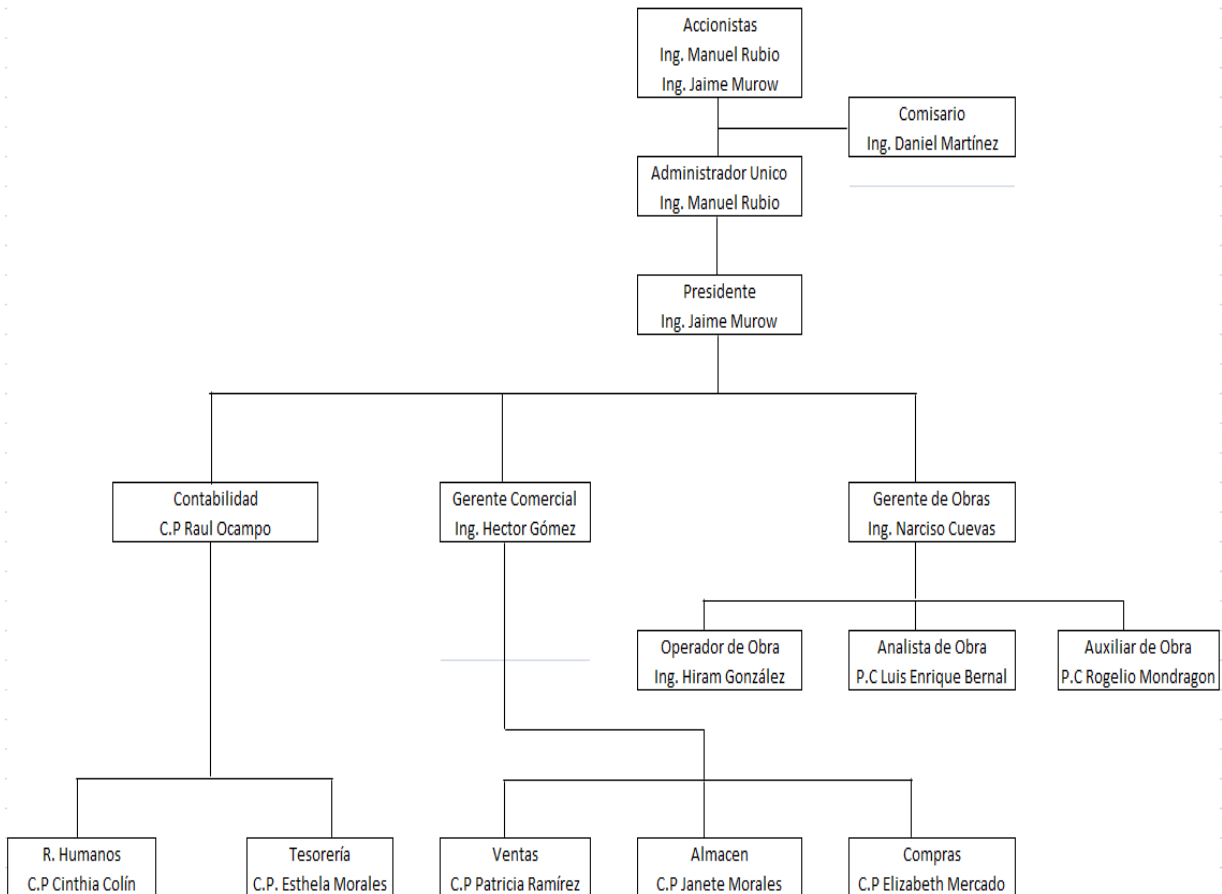 Accionistas
Ing. Manuel Rubio
Ing. Jaime Murow
Comisario
Ing. Daniel Martínez
Administrador Unico
Ing. Manuel Rubio
Presidente
Ing. Jaime Murow
Contabilidad
C.P Raul Ocampo
Gerente Comercial
Ing. Hector Gómez
Gerente de Obras
Ing. Narciso Cuevas
Operador de Obra
Ing. Hiram González
Analista de Obra
P.C Luis Enrique Bernal
Auxiliar de Obra
P.C Rogelio Mondragon
R. Humanos
C.P Cinthia Colín
Tesorería
C.P. Esthela Morales
Ventas
C.P Patricia Ramírez
Almacen
C.P Janete Morales
Compras
C.P Elizabeth Mercado